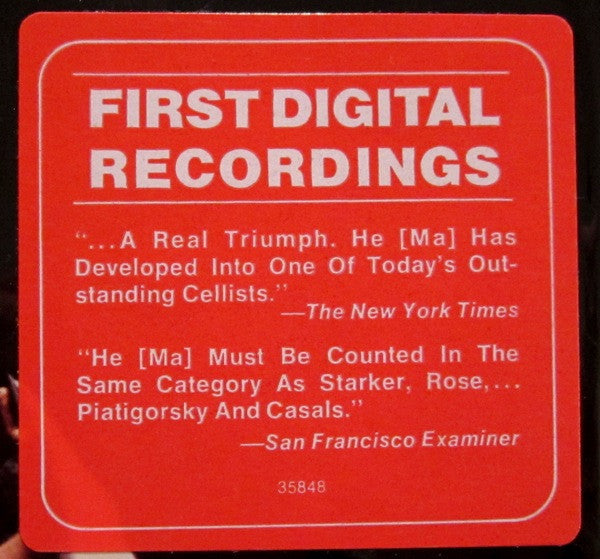 FIRST DIGITAL
RECORDINGS
"...A Real Triumph. He [Ma] Has
Developed Into One Of Today's Out-
standing Cellists."
—The New York Times
"He [Ma] Must Be Counted In The
Same Category As Starker, Rose,...
Piatigorsky And Casals."
—San Francisco Examiner
35848